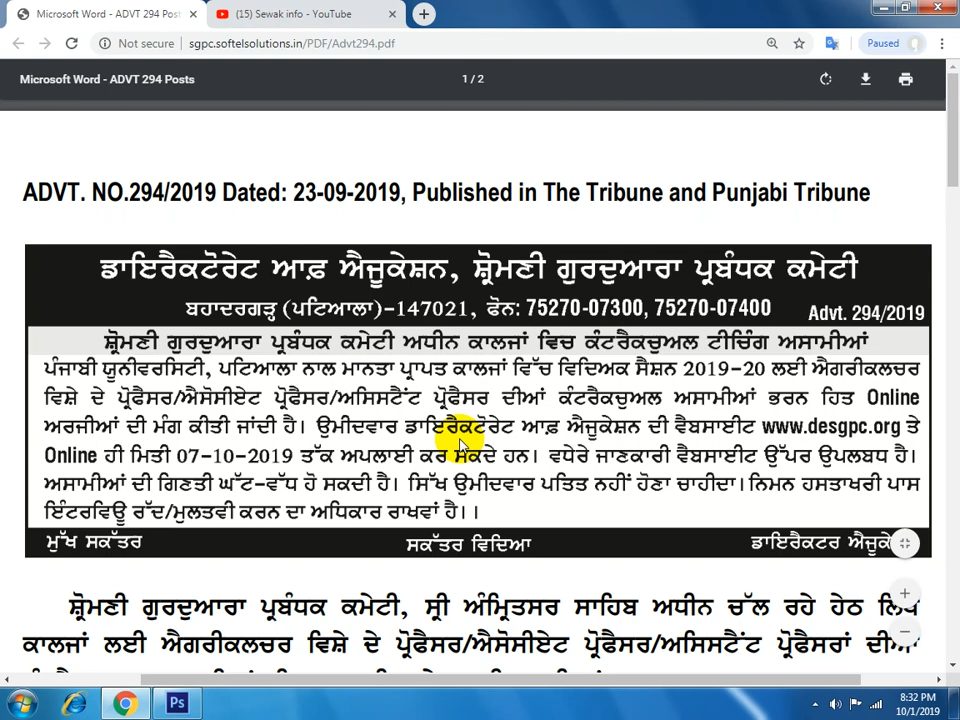 Microsoft Word - ADVT 294 Post
(15) Sewak info - YouTube
Not secure | sgpc.softelsolutions.in/PDF/Advt294.pdf
Paused
Microsoft Word - ADVT 294 Posts
1 / 2
ADVT. NO.294/2019 Dated: 23-09-2019, Published in The Tribune and Punjabi Tribune
ਡਾਇਰੈਕਟੋਰੇਟ ਆਫ਼ ਐਜੂਕੇਸ਼ਨ, ਸ਼੍ਰੋਮਣੀ ਗੁਰਦੁਆਰਾ ਪ੍ਰਬੰਧਕ ਕਮੇਟੀ
ਬਹਾਦਰਗੜ੍ਹ (ਪਟਿਆਲਾ)-147021, ਫੋਨ: 75270-07300, 75270-07400
Advt. 294/2019
ਸ਼੍ਰੋਮਣੀ ਗੁਰਦੁਆਰਾ ਪ੍ਰਬੰਧਕ ਕਮੇਟੀ ਅਧੀਨ ਕਾਲਜਾਂ ਵਿਚ ਕੰਟਰੈਕਚੁਅਲ ਟੀਚਿੰਗ ਅਸਾਮੀਆਂ
ਪੰਜਾਬੀ ਯੂਨੀਵਰਸਿਟੀ, ਪਟਿਆਲਾ ਨਾਲ ਮਾਨਤਾ ਪ੍ਰਾਪਤ ਕਾਲਜਾਂ ਵਿੱਚ ਵਿਦਿਅਕ ਸੈਸ਼ਨ 2019-20 ਲਈ ਐਗਰੀਕਲਚਰ
ਵਿਸ਼ੇ ਦੇ ਪ੍ਰੋਫੈਸਰ/ਐਸੋਸੀਏਟ ਪ੍ਰੋਫੈਸਰ/ਅਸਿਸਟੈਂਟ ਪ੍ਰੋਫੈਸਰ ਦੀਆਂ ਕੰਟਰੈਕਚੁਅਲ ਅਸਾਮੀਆਂ ਭਰਨ ਹਿਤ Online
ਅਰਜੀਆਂ ਦੀ ਮੰਗ ਕੀਤੀ ਜਾਂਦੀ ਹੈ। ਉਮੀਦਵਾਰ ਡਾਇਰੈਕਟੋਰੇਟ ਆਫ਼ ਐਜੂਕੇਸ਼ਨ ਦੀ ਵੈਬਸਾਈਟ www.desgpc.org ਤੇ
Online ਹੀ ਮਿਤੀ 07-10-2019 ਤੱਕ ਅਪਲਾਈ ਕਰ ਸਕਦੇ ਹਨ। ਵਧੇਰੇ ਜਾਣਕਾਰੀ ਵੈਬਸਾਈਟ ਉੱਪਰ ਉਪਲਬਧ ਹੈ।
ਅਸਾਮੀਆਂ ਦੀ ਗਿਣਤੀ ਘੱਟ-ਵੱਧ ਹੋ ਸਕਦੀ ਹੈ। ਸਿੱਖ ਉਮੀਦਵਾਰ ਪਤਿਤ ਨਹੀਂ ਹੋਣਾ ਚਾਹੀਦਾ। ਨਿਮਨ ਹਸਤਾਖਰੀ ਪਾਸ
ਇੰਟਰਵਿਊ ਰੱਦ/ਮੁਲਤਵੀ ਕਰਨ ਦਾ ਅਧਿਕਾਰ ਰਾਖਵਾਂ ਹੈ।।
ਮੁੱਖ ਸਕੱਤਰ
ਸਕੱਤਰ ਵਿਦਿਆ
ਡਾਇਰੈਕਟਰ
ਸ਼੍ਰੋਮਣੀ ਗੁਰਦੁਆਰਾ ਪ੍ਰਬੰਧਕ ਕਮੇਟੀ, ਸ੍ਰੀ ਅੰਮ੍ਰਿਤਸਰ ਸਾਹਿਬ ਅਧੀਨ ਚੱਲ ਰਹੇ ਹੇਠ
ਕਾਲਜਾਂ ਲਈ ਐਗਰੀਕਲਚਰ ਵਿਸ਼ੇ ਦੇ ਪ੍ਰੋਫੈਸਰ/ਐਸੋਸੀਏਟ ਪ੍ਰੋਫੈਸਰ/ਅਸਿਸਟੈਂਟ ਪ੍ਰੋਫੈਸਰਾਂ ਦੀਆਂ
Ps
8:32 PM
10/1/2019